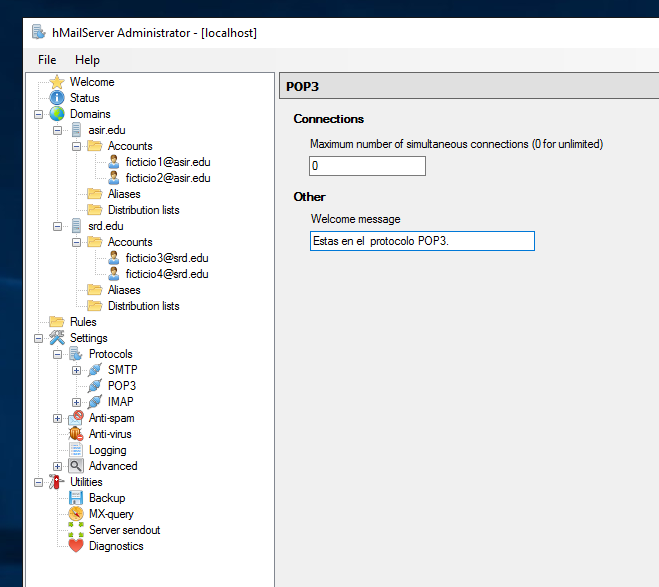 hMailServer Administrator - [localhost]
File Help
Welcome
Status
Domains
asir.edu
Accounts
ficticio1@asir.edu
ficticio2@asir.edu
Aliases
Distribution lists
srd.edu
Accounts
ficticio3@srd.edu
ficticio4@srd.edu
Aliases
Distribution lists
Rules
Settings
Protocols
SMTP
POP3
IMAP
Anti-spam
Anti-virus
Logging
Advanced
Utilities
Backup
MX-query
Server sendout
Diagnostics
POP3
Connections
Maximum number of simultaneous connections (0 for unlimited)
0
Other
Welcome message
Estas en el protocolo POP3.